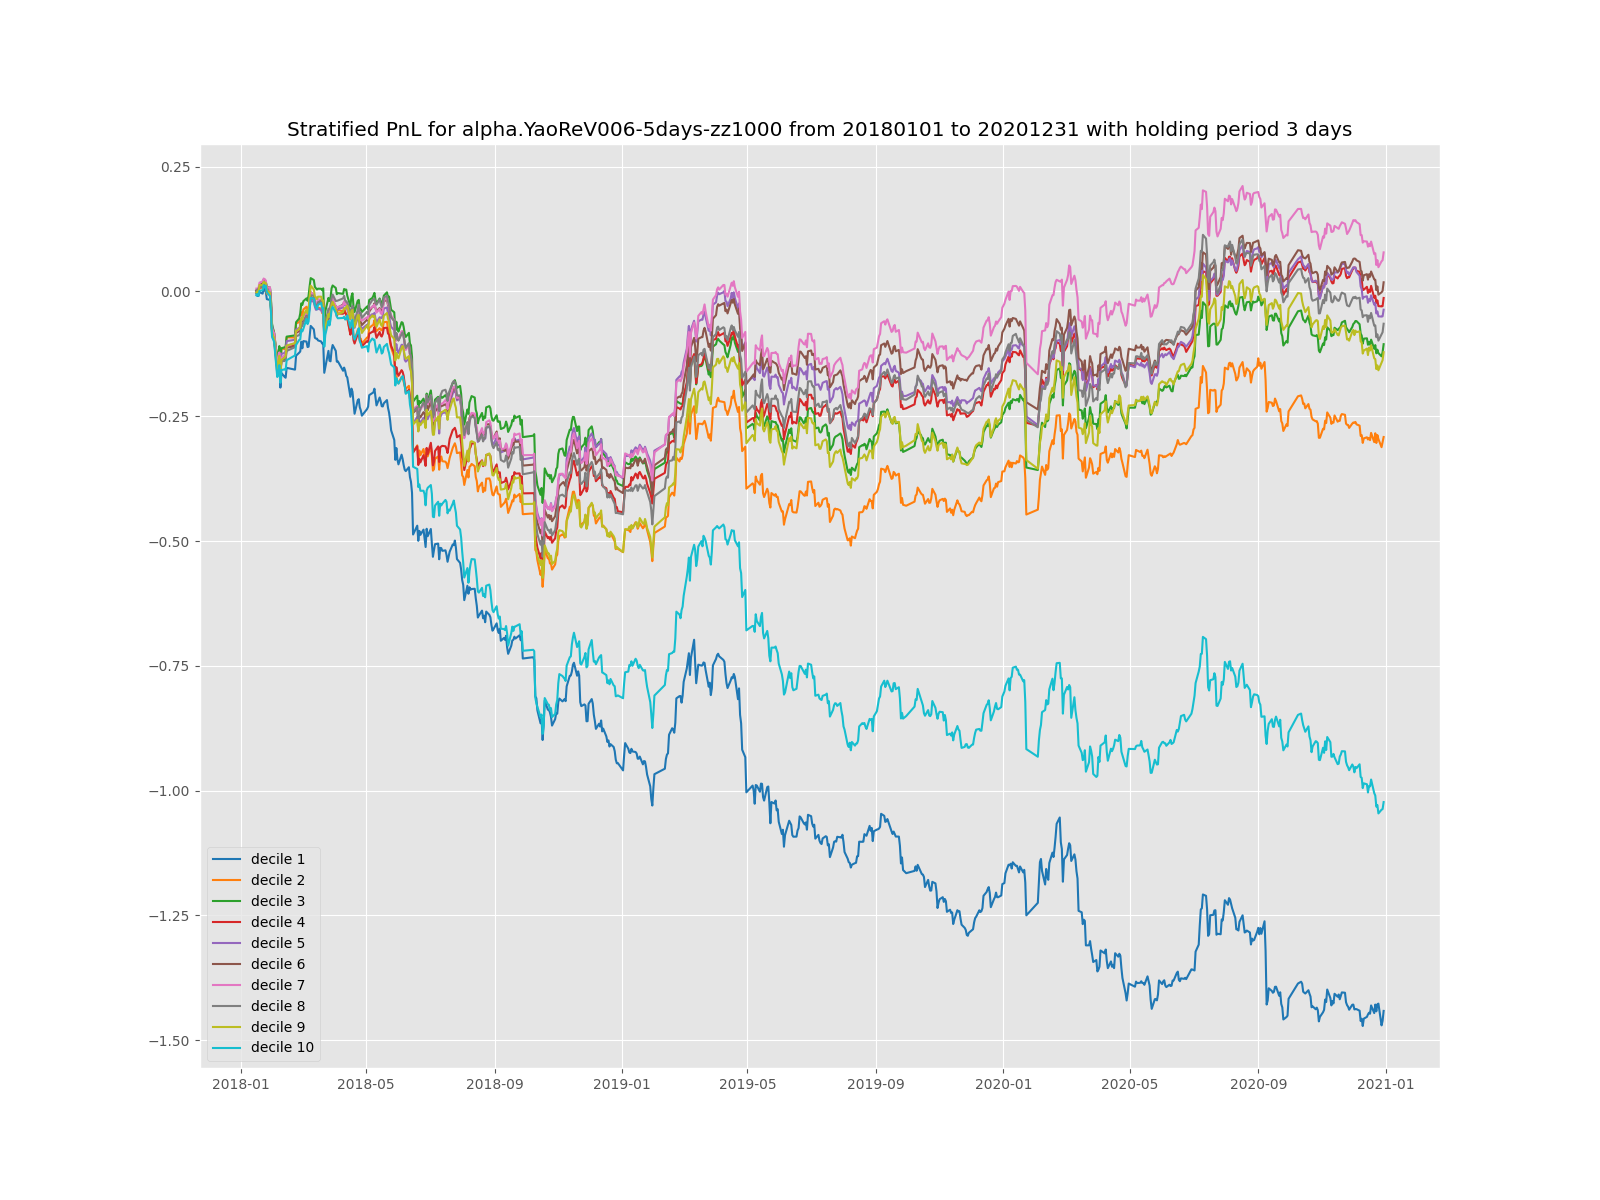 Stratified PnL for alpha.YaoReV006-5days-zz1000 from 20180101 to 20201231 with holding period 3 days
0.25
0.00
−0.25
−0.50
−0.75
−1.00
−1.25
−1.50
decile 1
decile 2
decile 3
decile 4
decile 5
decile 6
decile 7
decile 8
decile 9
decile 10
2018-01 2018-05 2018-09 2019-01 2019-05 2019-09 2020-01 2020-05 2020-09 2021-01